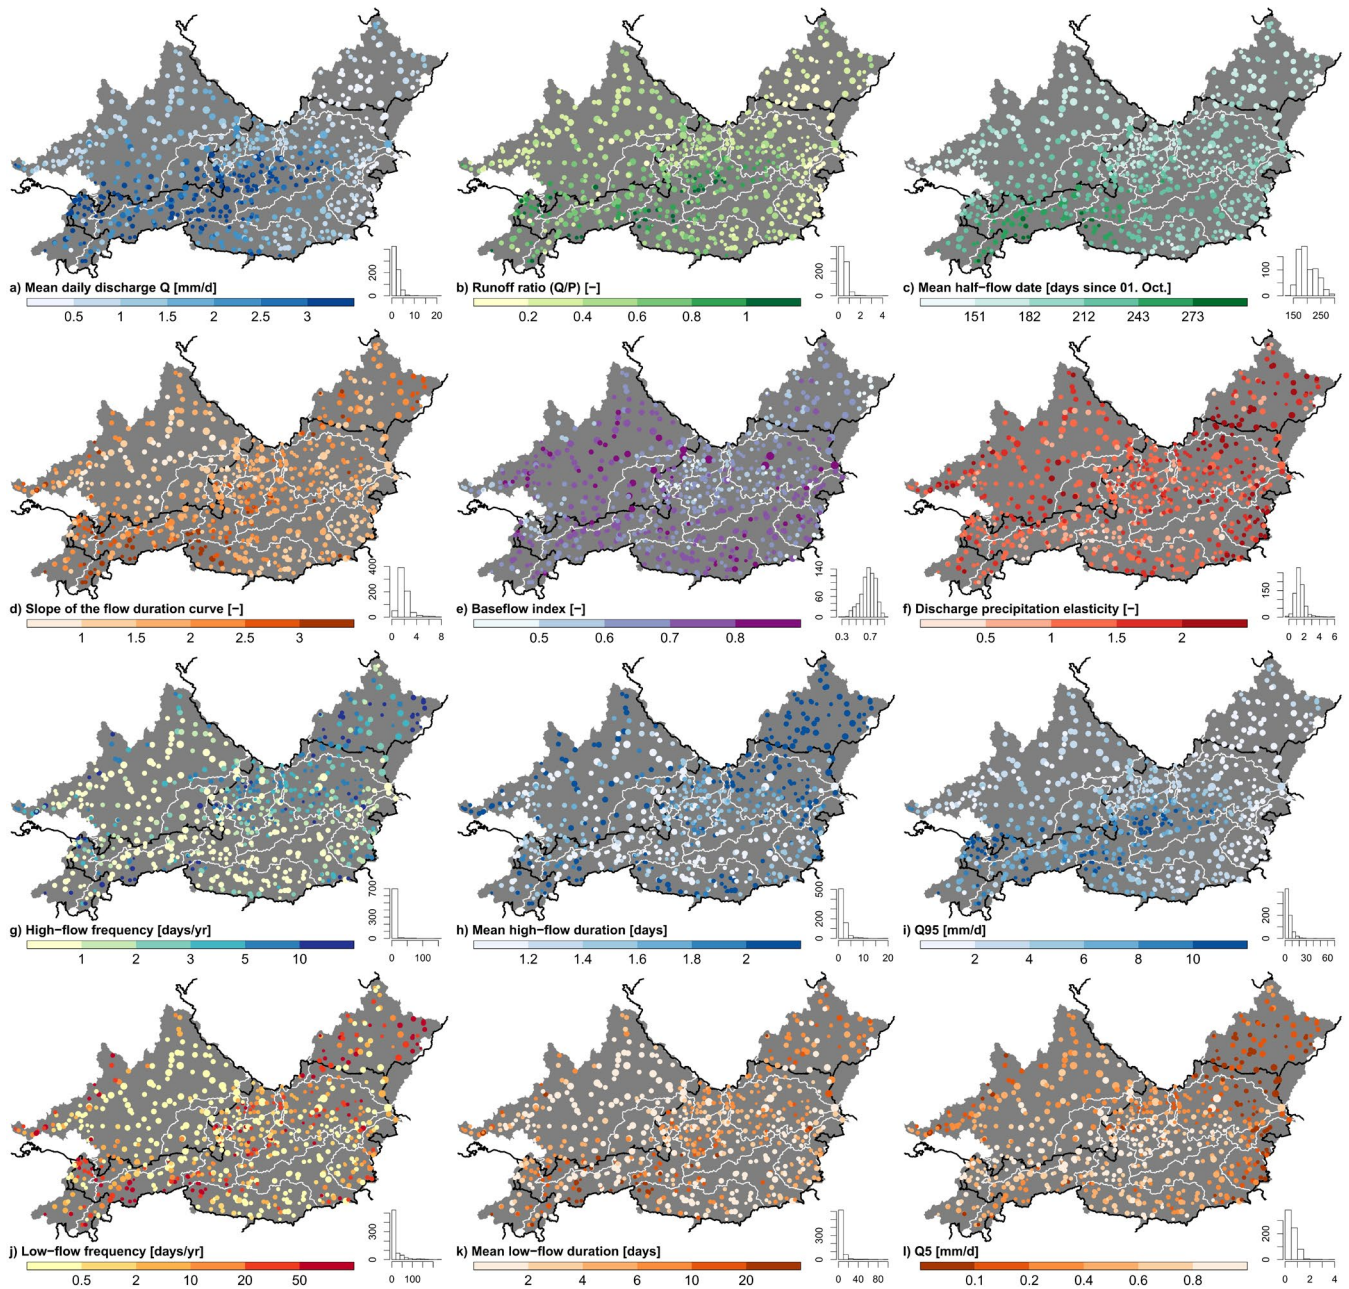 a) Mean daily discharge Q [mm/d]
0.5 1 1.5 2 2.5 3
0 200
0 10 20
b) Runoff ratio (Q/P) [−]
0.2 0.4 0.6 0.8 1
0 200
0 2 4
c) Mean half−flow date [days since 01. Oct.]
151 182 212 243 273
0 100
150 250
d) Slope of the flow duration curve [−]
1 1.5 2 2.5 3
0 200 400
0 4 8
e) Baseflow index [−]
0.5 0.6 0.7 0.8
0 60 140
0.3 0.7
f) Discharge precipitation elasticity [−]
0.5 1 1.5 2
0 150
0 2 4 6
g) High−flow frequency [days/yr]
1 2 3 5 10
0 300 700
0 100
h) Mean high−flow duration [days]
1.2 1.4 1.6 1.8 2
0 200 500
0 10 20
i) Q95 [mm/d]
2 4 6 8 10
0 200
0 30 60
j) Low−flow frequency [days/yr]
0.5 2 10 20 50
0 300
0 100
k) Mean low−flow duration [days]
2 4 6 10 20
0 300
0 40 80
l) Q5 [mm/d]
0.1 0.2 0.4 0.6 0.8
0 200
0 2 4